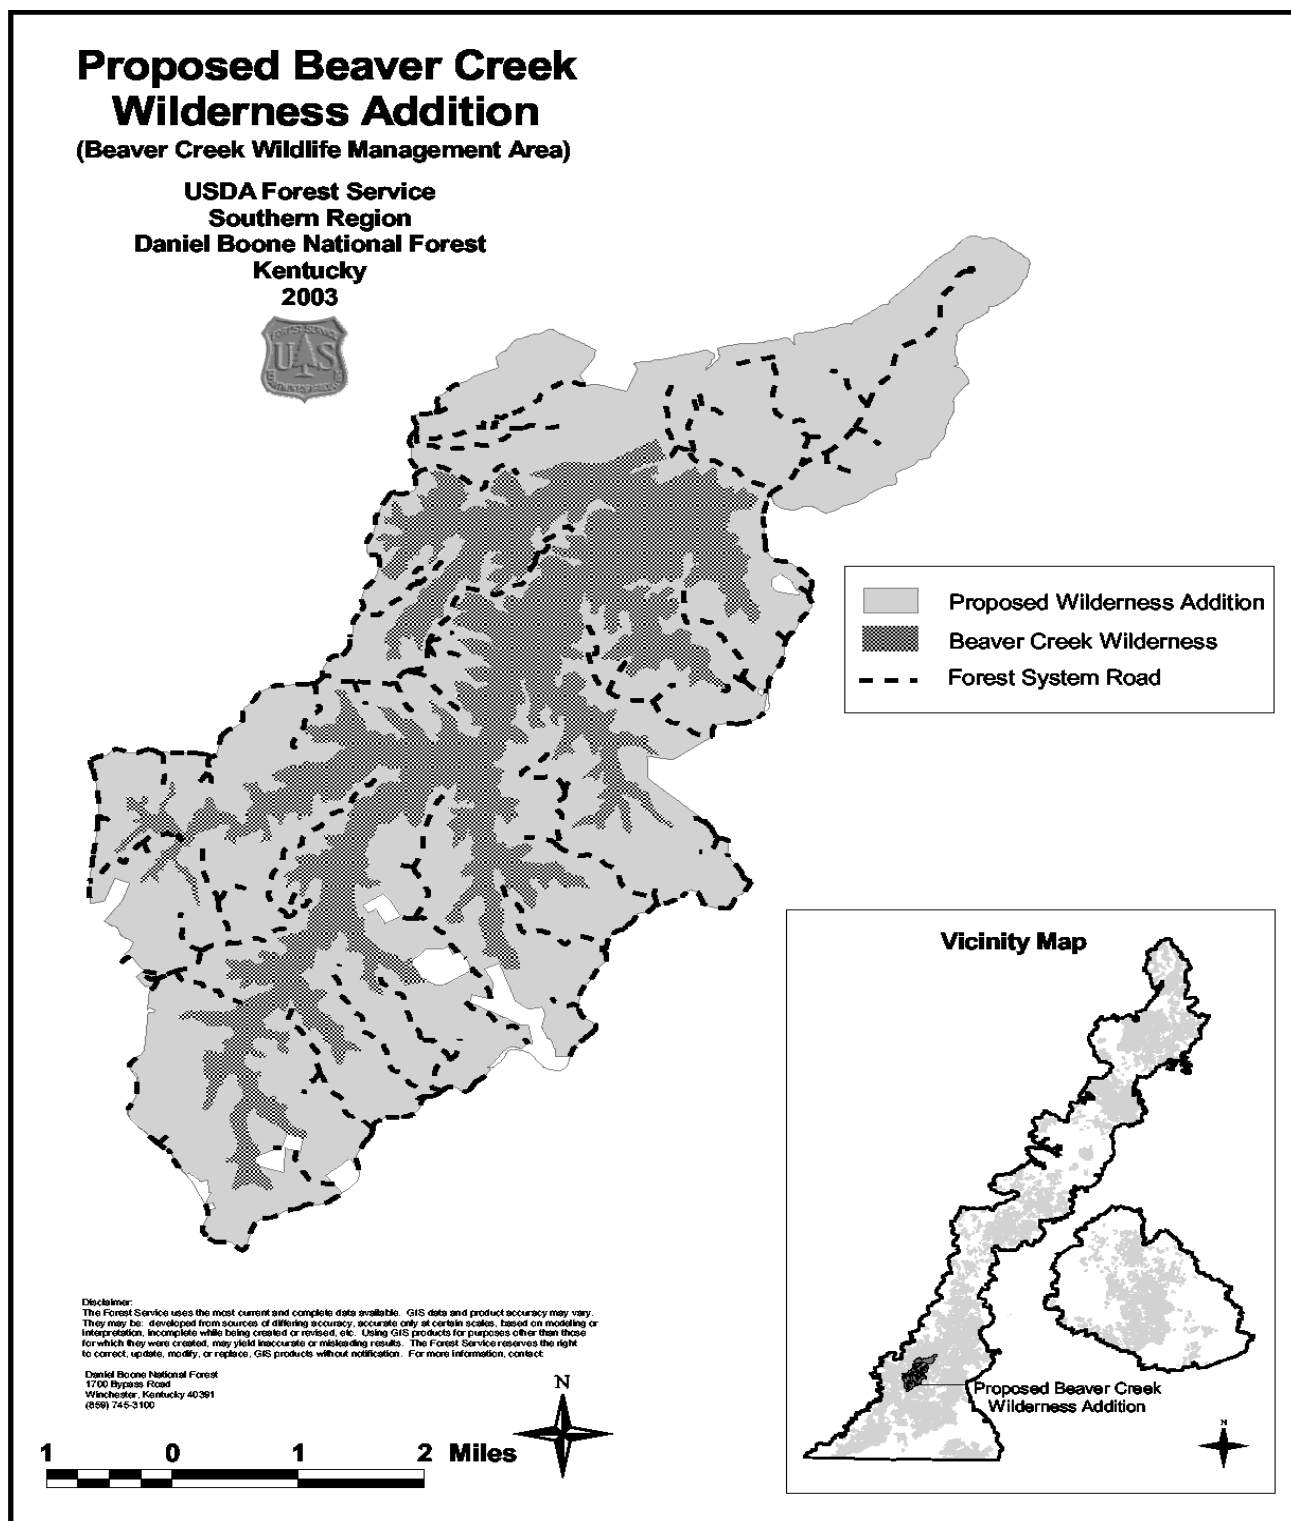 Proposed Beaver Creek
Wilderness Addition
(Beaver Creek Wildlife Management Area)
USDA Forest Service
Southern Region
Daniel Boone National Forest
Kentucky
2003
FOREST SERVICE
U S
Proposed Wilderness Addition
Beaver Creek Wilderness
Forest System Road
Vicinity Map
Proposed Beaver Creek
Wilderness Addition
N
Disclaimer:
The Forest Service uses the most current and complete data available. GIS data and product accuracy may vary.
They may be: developed from sources of differing accuracy, accurate only at certain scales, based on modeling or
interpretation, incomplete while being created or revised, etc. Using GIS products for purposes other than those
for which they were created, may yield inaccurate or misleading results. The Forest Service reserves the right
to correct, update, modify, or replace, GIS products without notification. For more information, contact:
Daniel Boone National Forest
1700 Bypass Road
Winchester, Kentucky 40391
(859) 745-3100
N
1 0 1 2 Miles